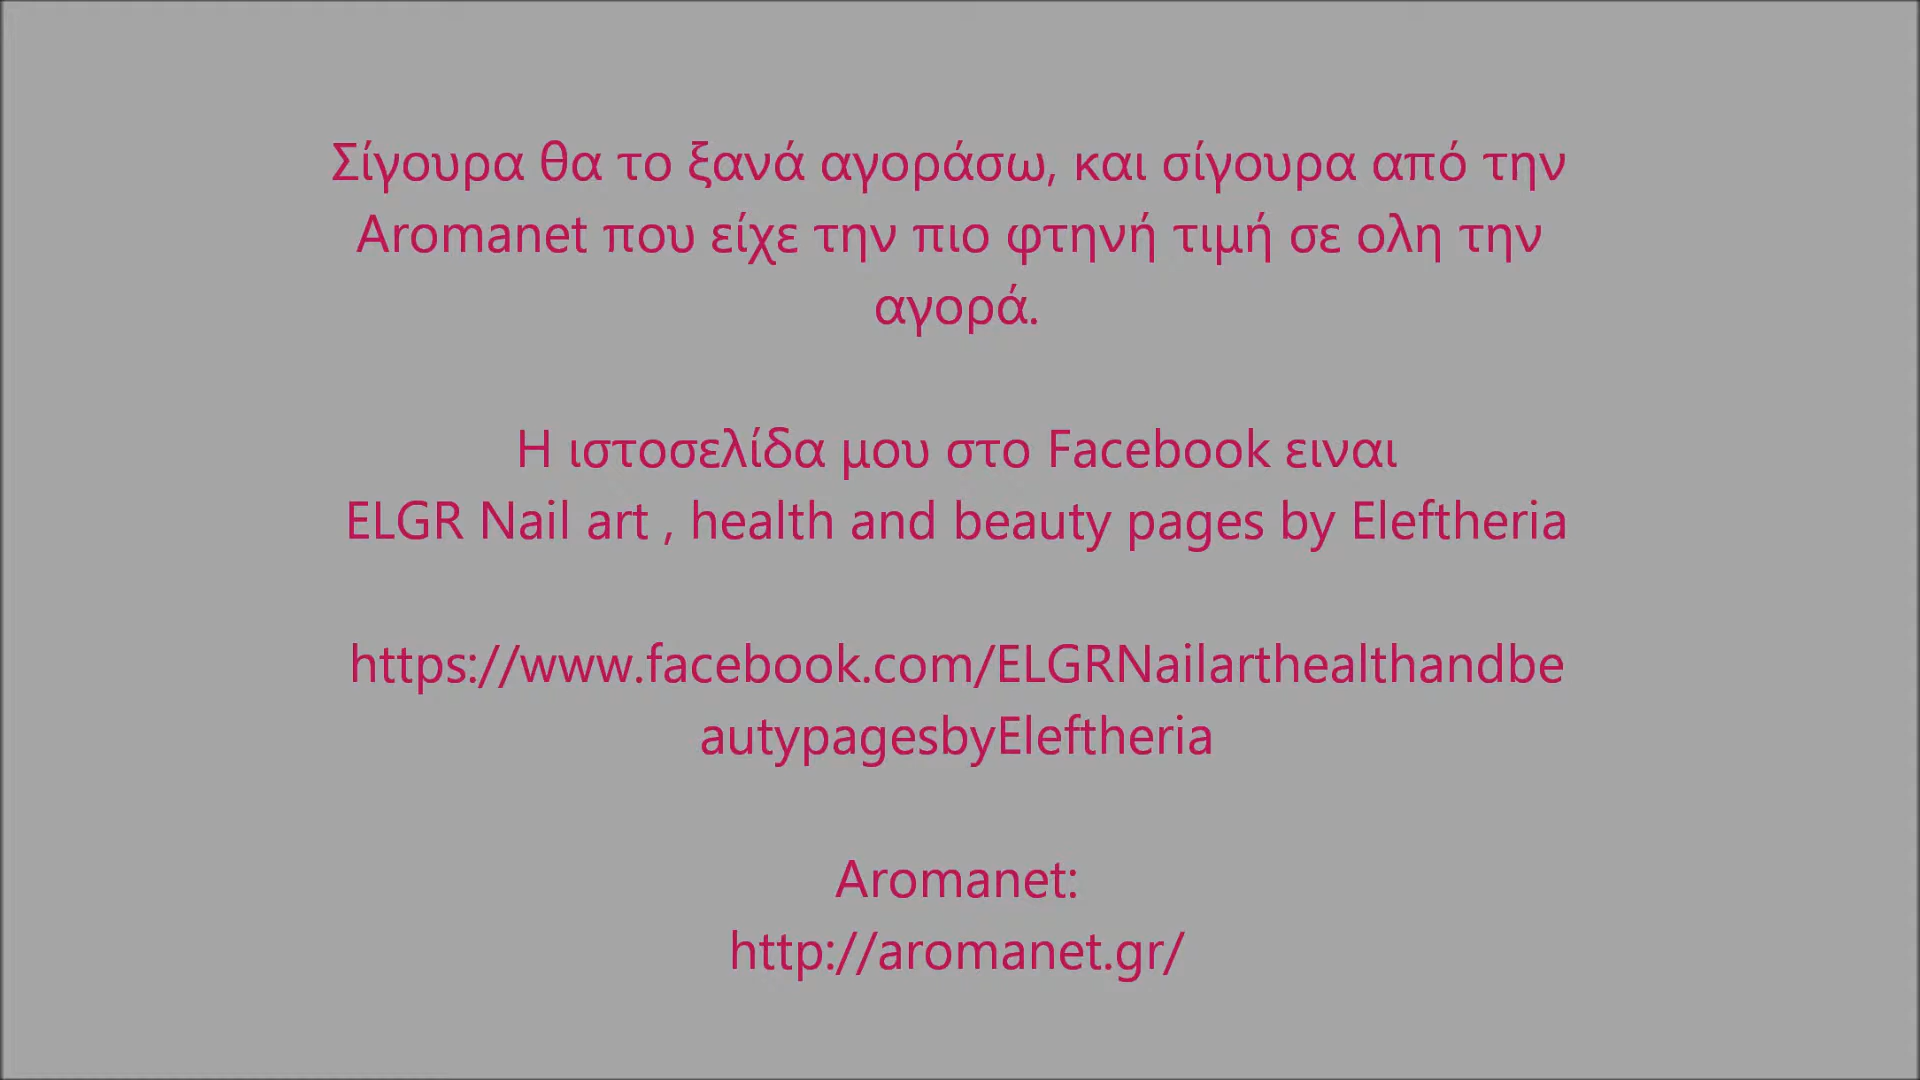 Σίγουρα θα το ξανά αγοράσω, και σίγουρα από την
Aromanet που είχε την πιο φτηνή τιμή σε ολη την
αγορά.
Η ιστοσελίδα μου στο Facebook ειναι
ELGR Nail art , health and beauty pages by Eleftheria
https://www.facebook.com/ELGRNailarthealthandbe
autypagesbyEleftheria
Aromanet:
http://aromanet.gr/